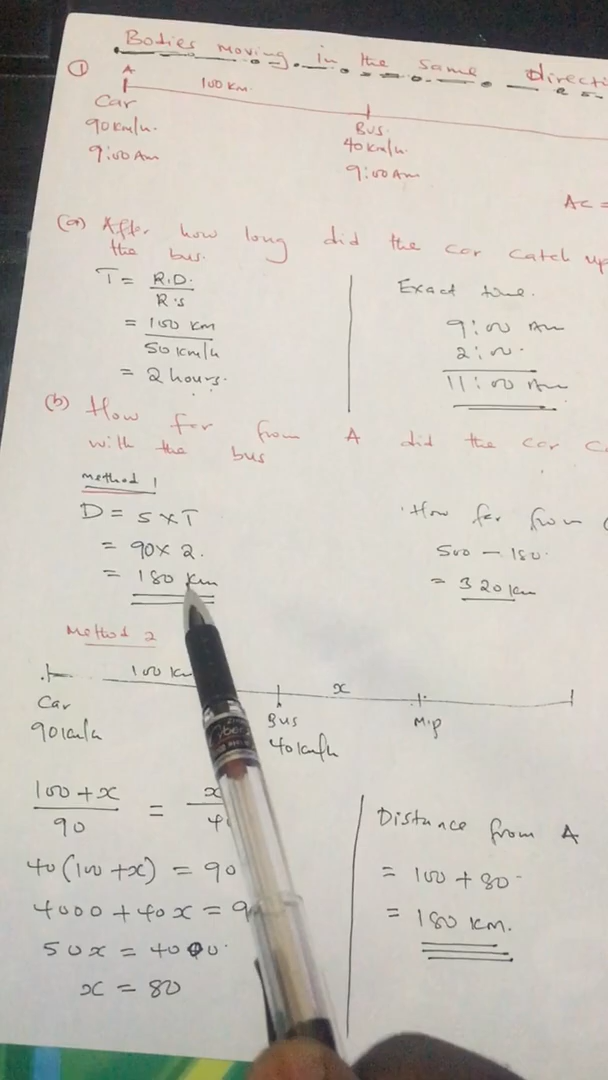 Bodies moving in the same directi
① A
100 km.
Car
90 km/h.
9:00 Am
Bus
40 km/h.
9:00 Am
AC =
(a) After how long did the car catch up
the bus.
T = R.D.
R.s
= 100 km
50 km/h
= 2 hours.
Exact time.
9:00 Am
2:00.
11:00 Am
(b) How far from A did the car c
with the bus
method 1
D = S x T
= 90 x 2.
= 180 km
How far from
500 - 180.
= 320 km
Method 2
100 km
x
Car
90 km/h
Bus
40 km/h
M.p
100 + x = x
90
40(100 + x) = 90
4000 + 40x = 9
50x = 4000.
x = 80
Distance from A
= 100 + 80
= 180 KM.